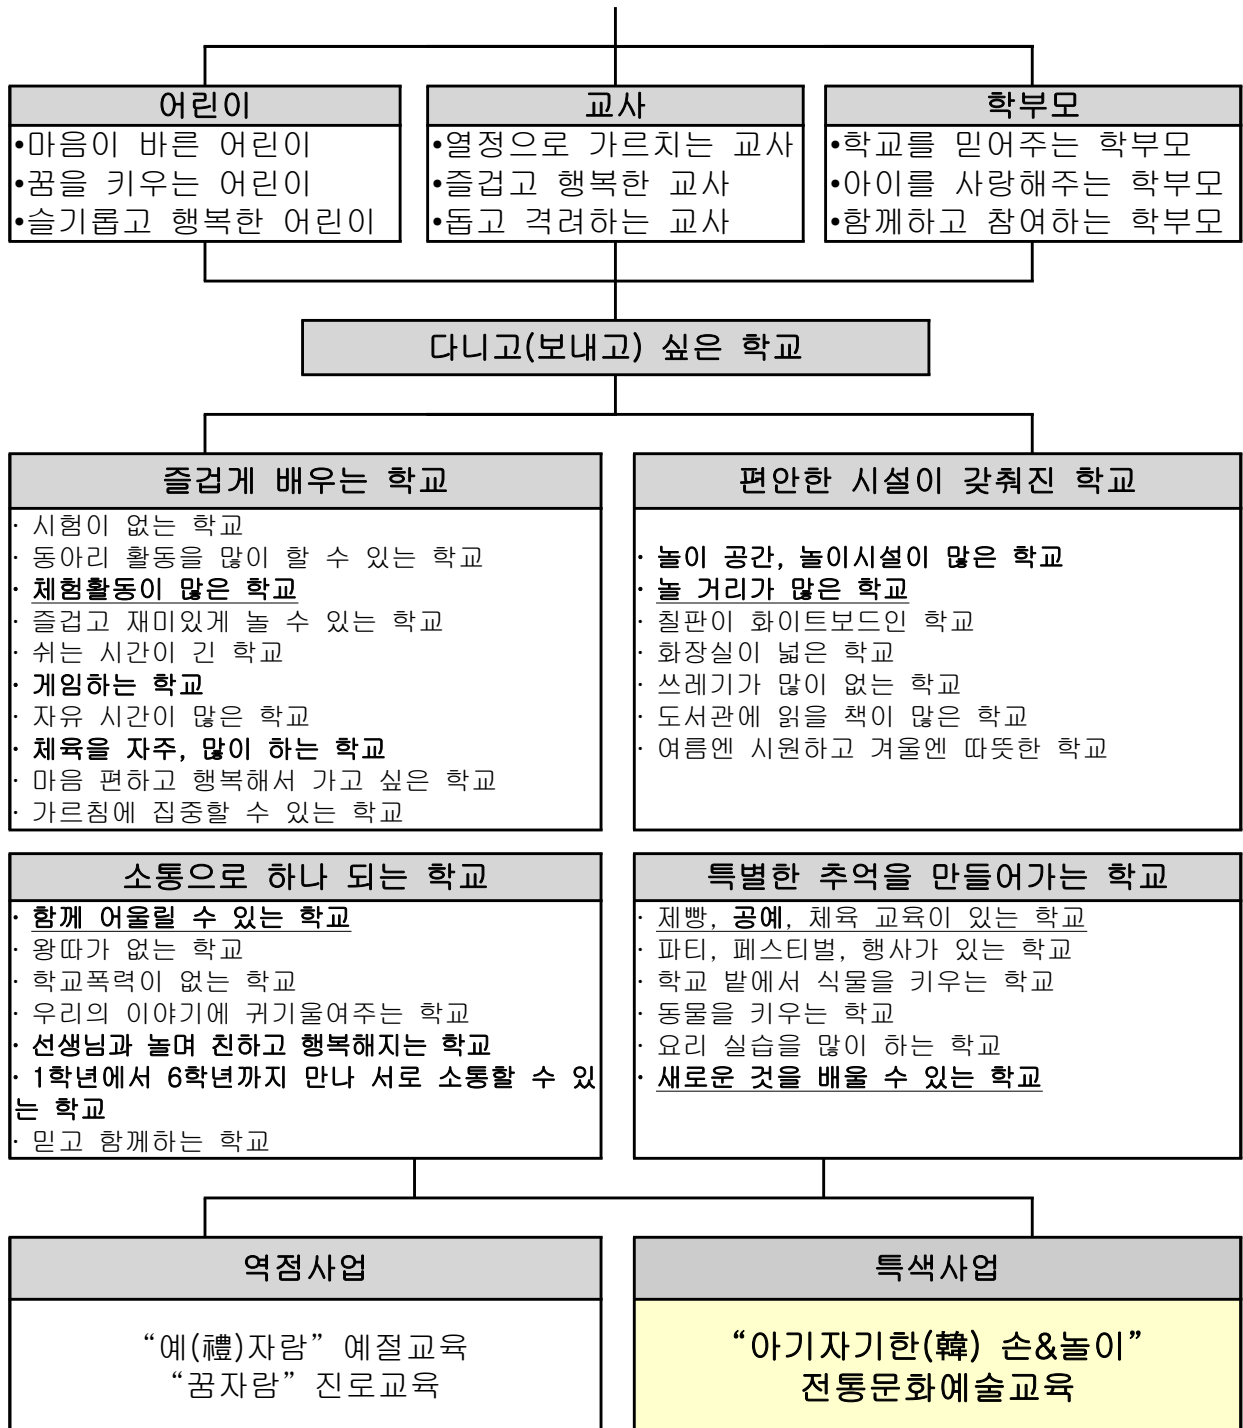 어린이
•마음이 바른 어린이
•꿈을 키우는 어린이
•슬기롭고 행복한 어린이
교사
•열정으로 가르치는 교사
•즐겁고 행복한 교사
•돕고 격려하는 교사
학부모
•학교를 믿어주는 학부모
•아이를 사랑해주는 학부모
•함께하고 참여하는 학부모
다니고(보내고) 싶은 학교
즐겁게 배우는 학교
· 시험이 없는 학교
· 동아리 활동을 많이 할 수 있는 학교
· 체험활동이 많은 학교
· 즐겁고 재미있게 놀 수 있는 학교
· 쉬는 시간이 긴 학교
· 게임하는 학교
· 자유 시간이 많은 학교
· 체육을 자주, 많이 하는 학교
· 마음 편하고 행복해서 가고 싶은 학교
· 가르침에 집중할 수 있는 학교
편안한 시설이 갖춰진 학교
· 놀이 공간, 놀이시설이 많은 학교
· 놀 거리가 많은 학교
· 칠판이 화이트보드인 학교
· 화장실이 넓은 학교
· 쓰레기가 많이 없는 학교
· 도서관에 읽을 책이 많은 학교
· 여름엔 시원하고 겨울엔 따뜻한 학교
소통으로 하나 되는 학교
· 함께 어울릴 수 있는 학교
· 왕따가 없는 학교
· 학교폭력이 없는 학교
· 우리의 이야기에 귀기울여주는 학교
· 선생님과 놀며 친하고 행복해지는 학교
· 1학년에서 6학년까지 만나 서로 소통할 수 있
는 학교
· 믿고 함께하는 학교
특별한 추억을 만들어가는 학교
· 제빵, 공예, 체육 교육이 있는 학교
· 파티, 페스티벌, 행사가 있는 학교
· 학교 밭에서 식물을 키우는 학교
· 동물을 키우는 학교
· 요리 실습을 많이 하는 학교
· 새로운 것을 배울 수 있는 학교
역점사업
“예(禮)자람” 예절교육
“꿈자람” 진로교육
특색사업
“아기자기한(韓) 손&놀이”
전통문화예술교육